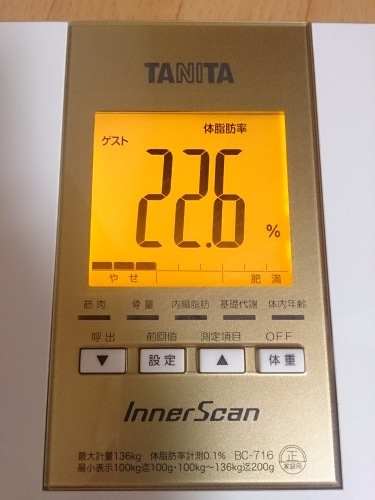 TANITA
体脂肪率
ゲスト
22.6 %
やせ 肥満
筋肉 骨量 内臓脂肪 基礎代謝 体内年齢
呼出 前回値 測定項目 OFF
▼ 設定 ▲ 体重
InnerScan
最大計量136kg 体脂肪率計測0.1% BC-716
最小表示100kg迄100g・100kg〜136kg迄200g
正
家庭用